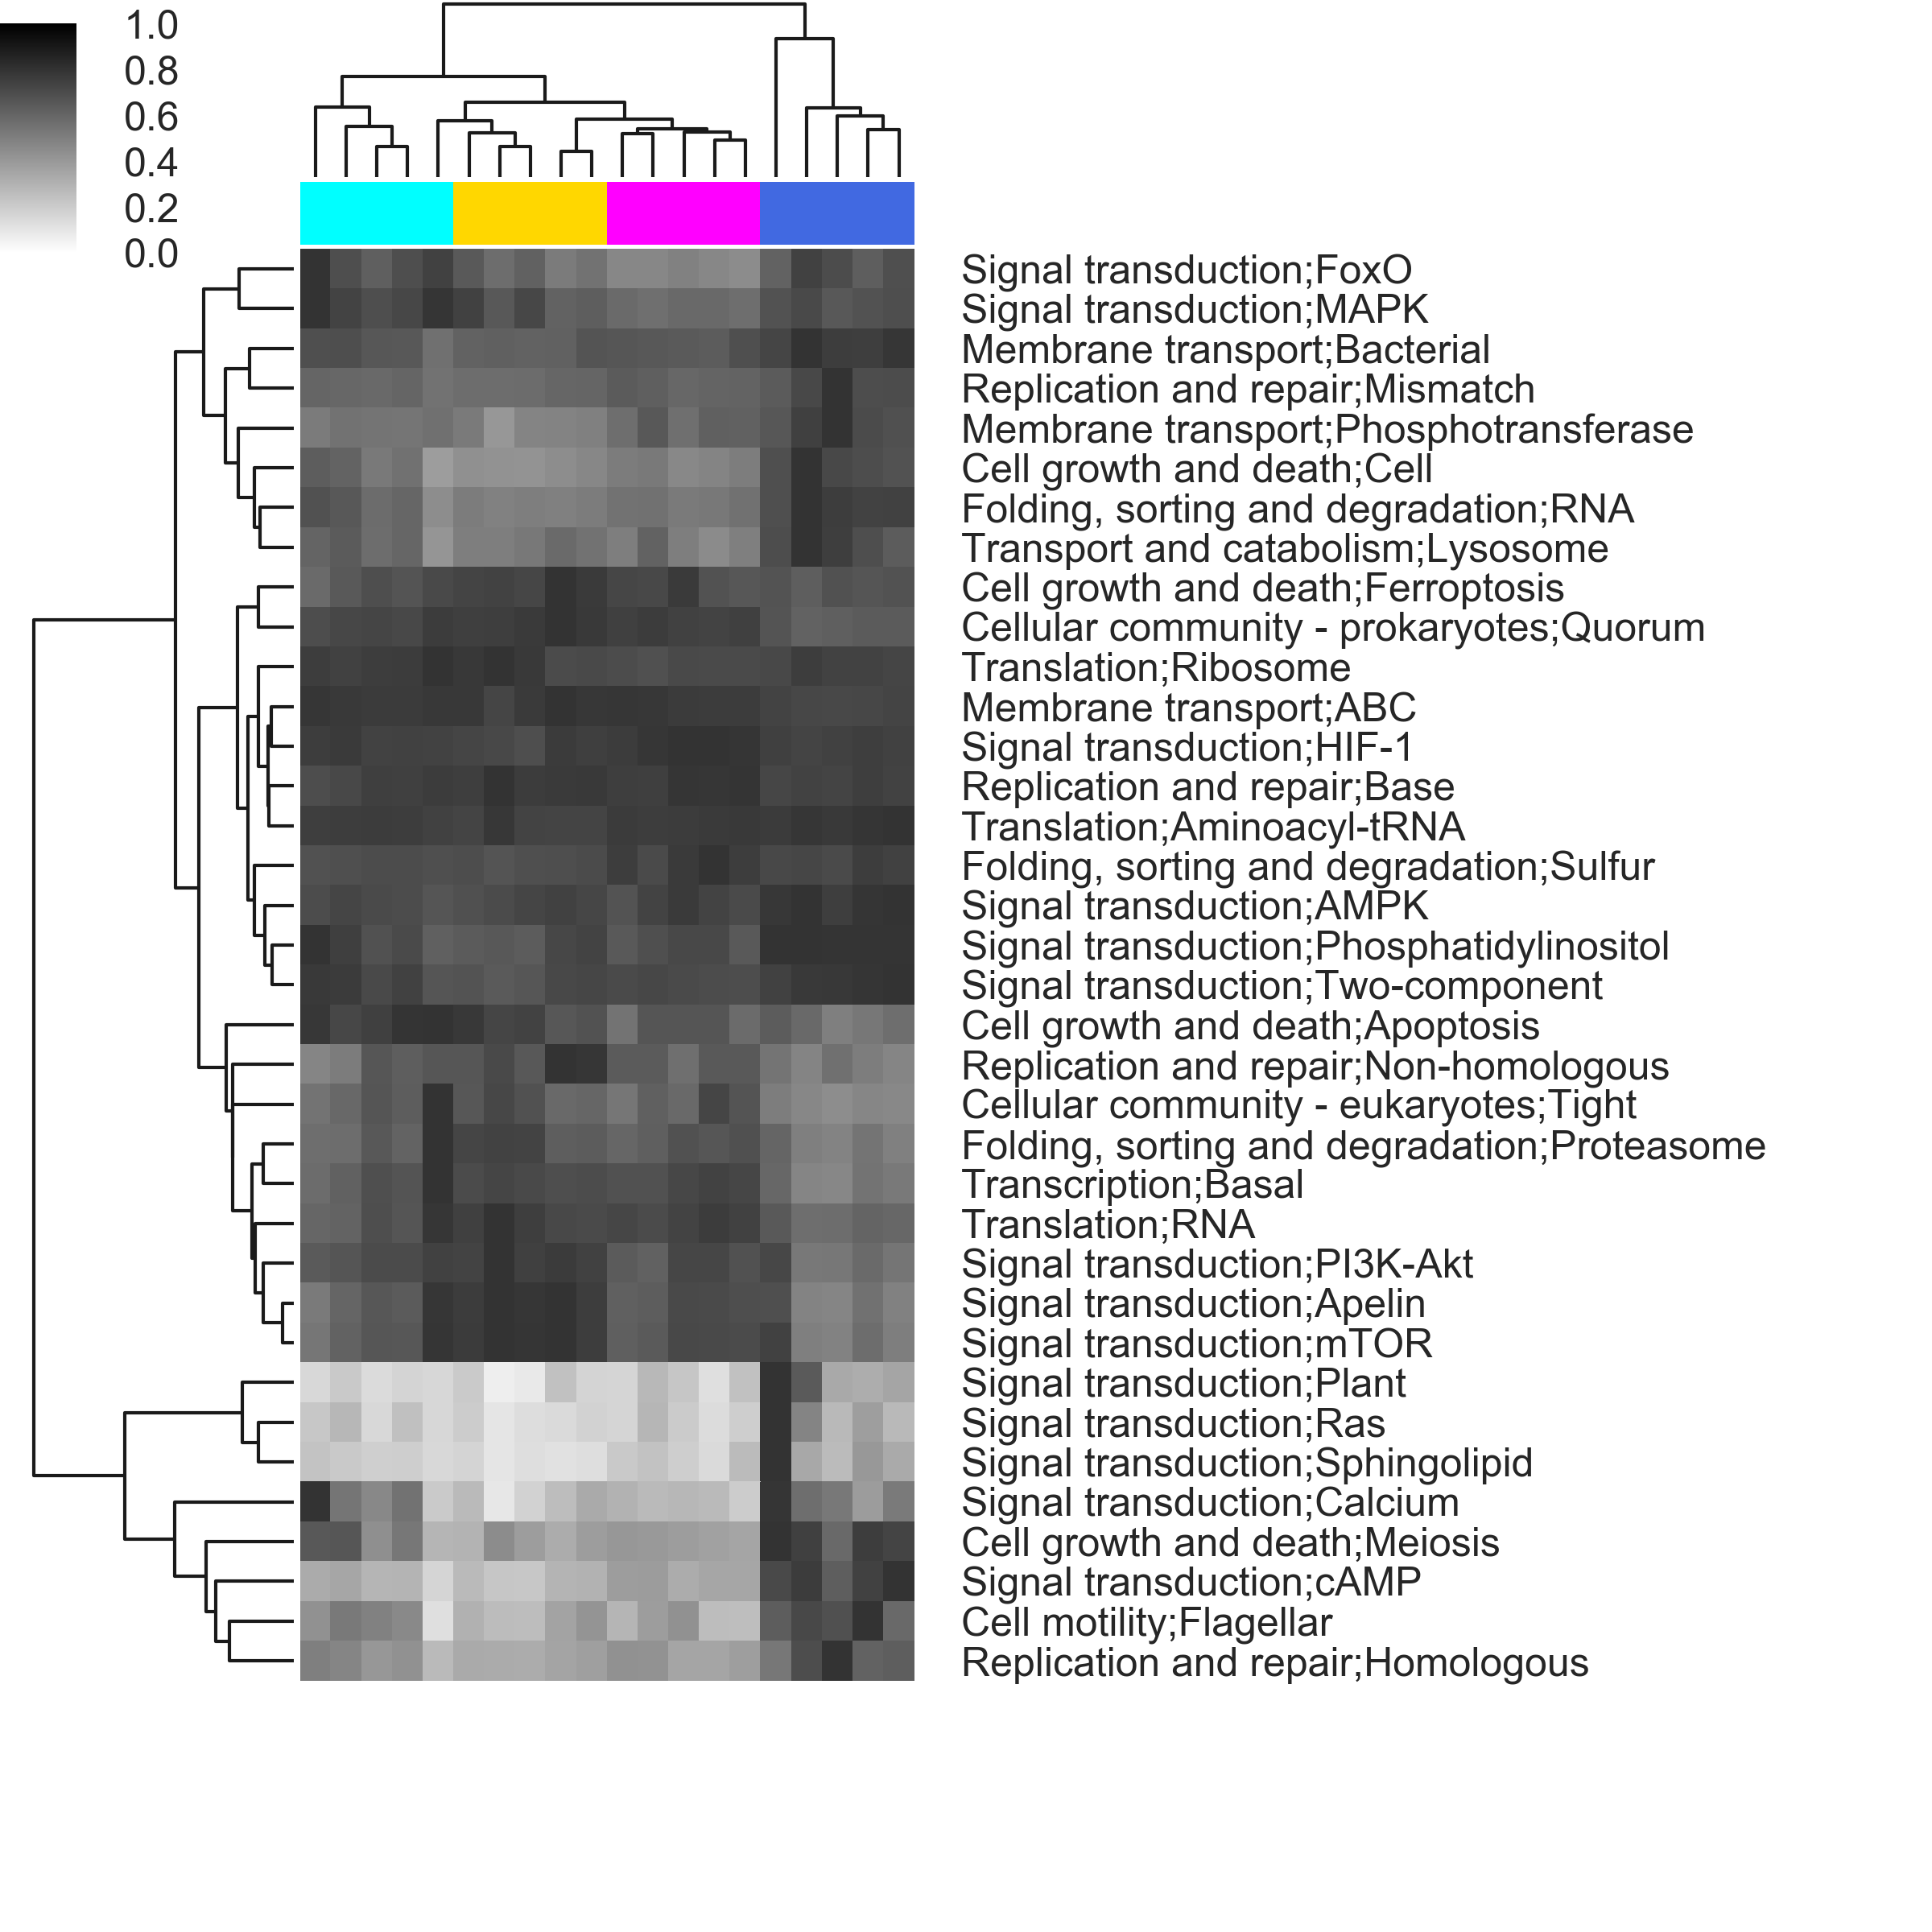 1.0
0.8
0.6
0.4
0.2
0.0
Signal transduction;FoxO
Signal transduction;MAPK
Membrane transport;Bacterial
Replication and repair;Mismatch
Membrane transport;Phosphotransferase
Cell growth and death;Cell
Folding, sorting and degradation;RNA
Transport and catabolism;Lysosome
Cell growth and death;Ferroptosis
Cellular community - prokaryotes;Quorum
Translation;Ribosome
Membrane transport;ABC
Signal transduction;HIF-1
Replication and repair;Base
Translation;Aminoacyl-tRNA
Folding, sorting and degradation;Sulfur
Signal transduction;AMPK
Signal transduction;Phosphatidylinositol
Signal transduction;Two-component
Cell growth and death;Apoptosis
Replication and repair;Non-homologous
Cellular community - eukaryotes;Tight
Folding, sorting and degradation;Proteasome
Transcription;Basal
Translation;RNA
Signal transduction;PI3K-Akt
Signal transduction;Apelin
Signal transduction;mTOR
Signal transduction;Plant
Signal transduction;Ras
Signal transduction;Sphingolipid
Signal transduction;Calcium
Cell growth and death;Meiosis
Signal transduction;cAMP
Cell motility;Flagellar
Replication and repair;Homologous